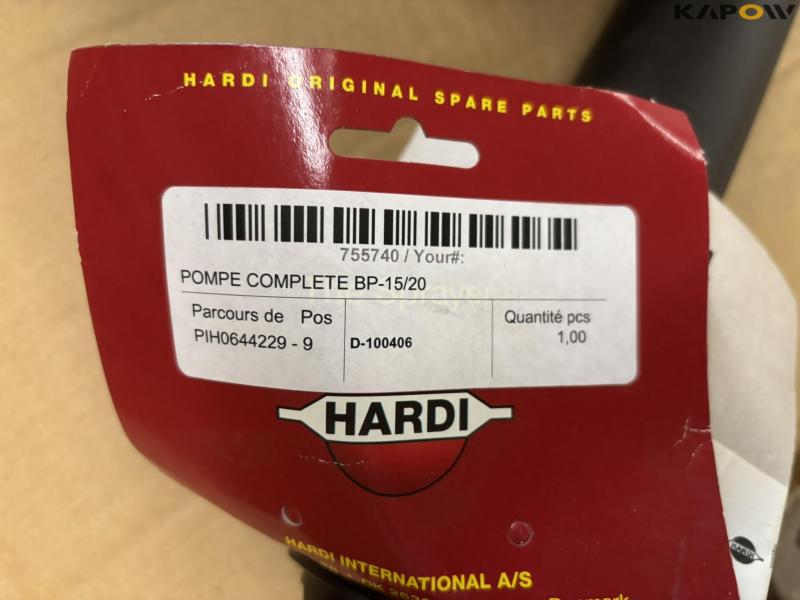 KAPOW
HARDI ORIGINAL SPARE PARTS
755740 / Your#:
POMPE COMPLETE BP-15/20
Parcours de Pos
PIH0644229 - 9
D-100406
Quantité pcs
1,00
HARDI
HARDI INTERNATIONAL A/S
HARDI